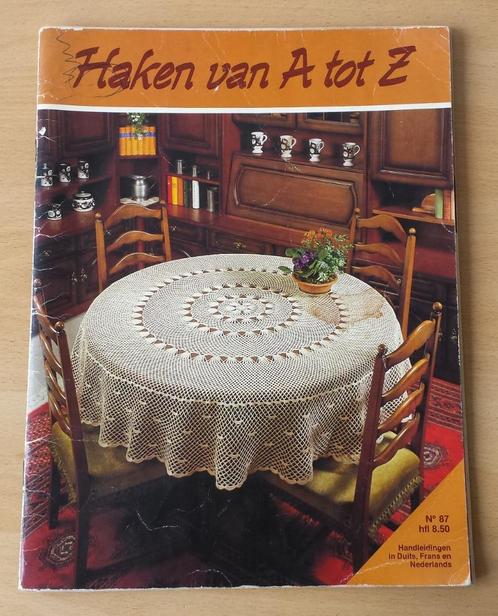 Haken van A tot Z
N° 87
hfl 8.50
Handleidingen
in Duits, Frans en
Nederlands